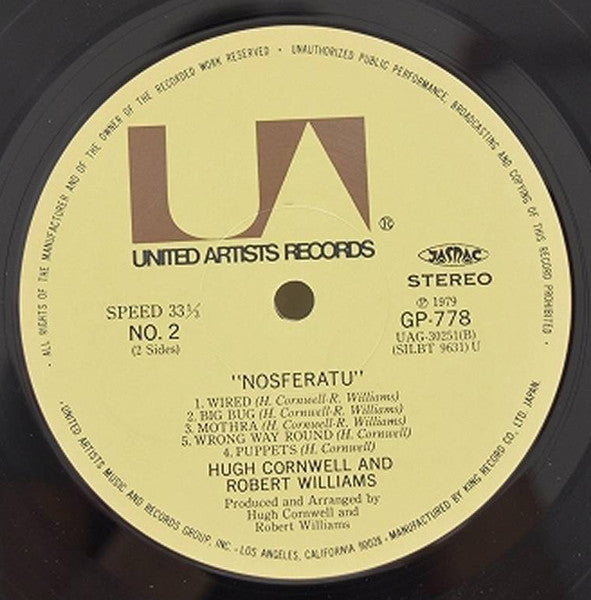 • ALL RIGHTS OF THE MANUFACTURER AND OF THE OWNER OF THE RECORDED WORK RESERVED • UNAUTHORIZED PUBLIC PERFORMANCE, BROADCASTING AND COPYING OF THIS RECORD PROHIBITED •
UA
®
UNITED ARTISTS RECORDS
JASRAC
STEREO
SPEED 33⅓
NO. 2
(2 Sides)
Ⓟ 1979
GP-778
UAG-30251(B)
(SILBT 9631) U
"NOSFERATU"
1. WIRED (H. Cornwell-R. Williams)
2. BIG BUG (H. Cornwell-R. Williams)
3. MOTHRA (H. Cornwell-R. Williams)
5. WRONG WAY ROUND (H. Cornwell)
4. PUPPETS (H. Cornwell)
HUGH CORNWELL AND
ROBERT WILLIAMS
Produced and Arranged by
Hugh Cornwell and
Robert Williams
• UNITED ARTISTS MUSIC AND RECORDS GROUP, INC. • LOS ANGELES, CALIFORNIA 90028 • MANUFACTURED BY KING RECORD CO., LTD. JAPAN.